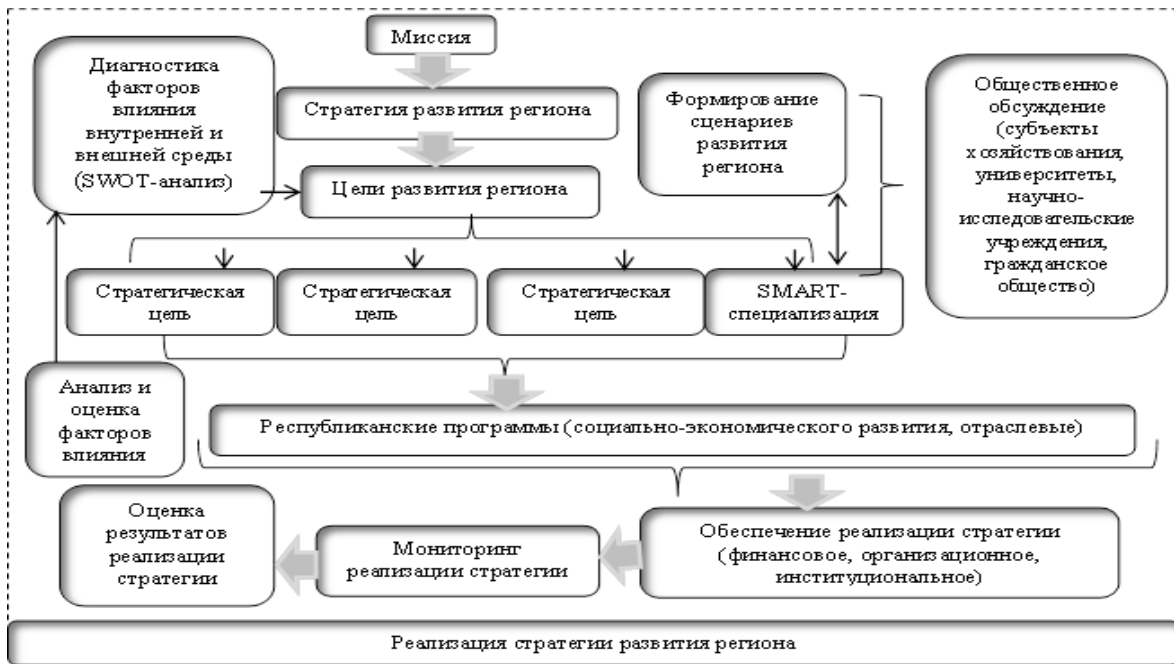 Миссия
Диагностика
факторов
влияния
внутренней и
внешней среды
(SWOT-анализ)
Стратегия развития региона
Формирование
сценариев
развития
региона
Общественное
обсуждение
(субъекты
хозяйствования,
университеты,
научно-
исследовательские
учреждения,
гражданское
общество)
Цели развития региона
Стратегическая
цель
Стратегическая
цель
Стратегическая
цель
SMART-
специализация
Анализ и
оценка
факторов
влияния
Республиканские программы (социально-экономического развития, отраслевые)
Оценка
результатов
реализации
стратегии
Мониторинг
реализации стратегии
Обеспечение реализации стратегии
(финансовое, организационное,
институциональное)
Реализация стратегии развития региона